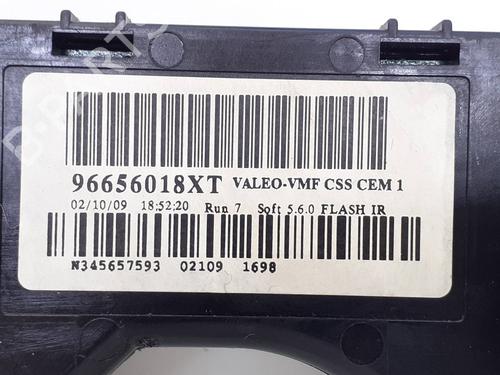 96656018XT VALEO-VMF CSS CEM 1
02/10/09 18:52:20 Run 7 Soft 5.6.0 FLASH IR
N345657593 02109 1698
B-PARTS